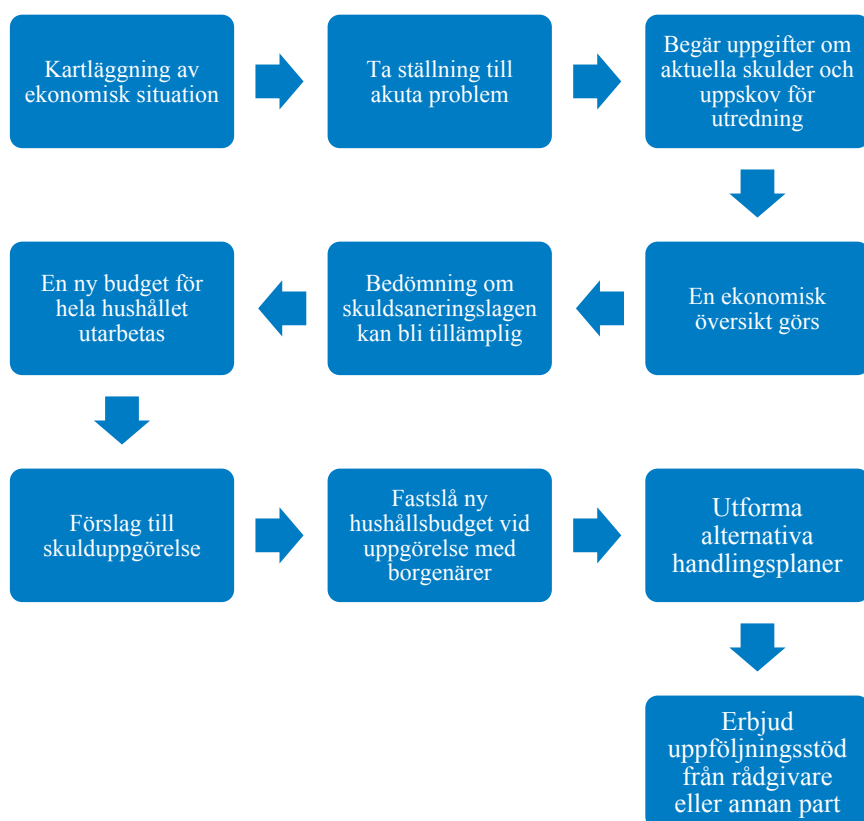 Kartläggning av
ekonomisk situation
Ta ställning till
akuta problem
Begär uppgifter om
aktuella skulder och
uppskov för
utredning
En ekonomisk
översikt görs
Bedömning om
skuldsaneringslagen
kan bli tillämplig
En ny budget för
hela hushållet
utarbetas
Förslag till
skulduppgörelse
Fastslå ny
hushållsbudget vid
uppgörelse med
borgenärer
Utforma
alternativa
handlingsplaner
Erbjud
uppföljningsstöd
från rådgivare
eller annan part